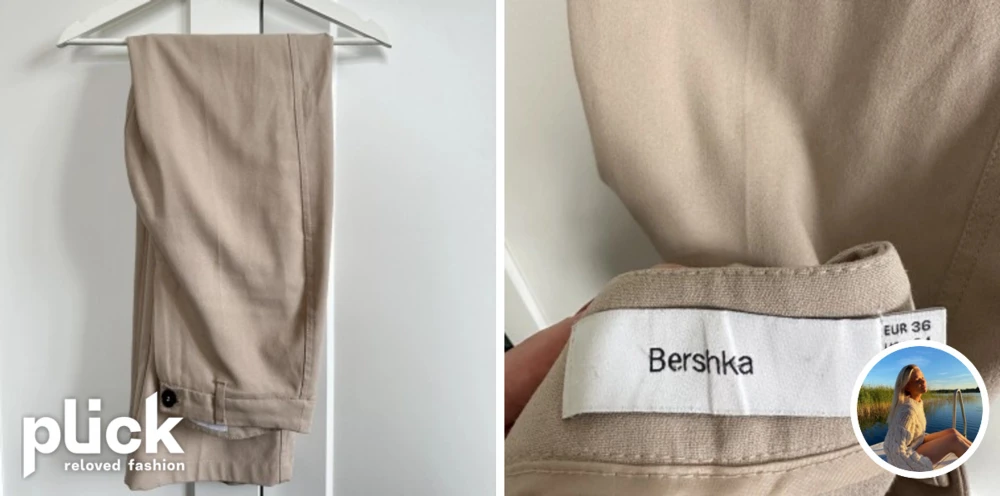 plick
reloved fashion
Bershka
EUR 36